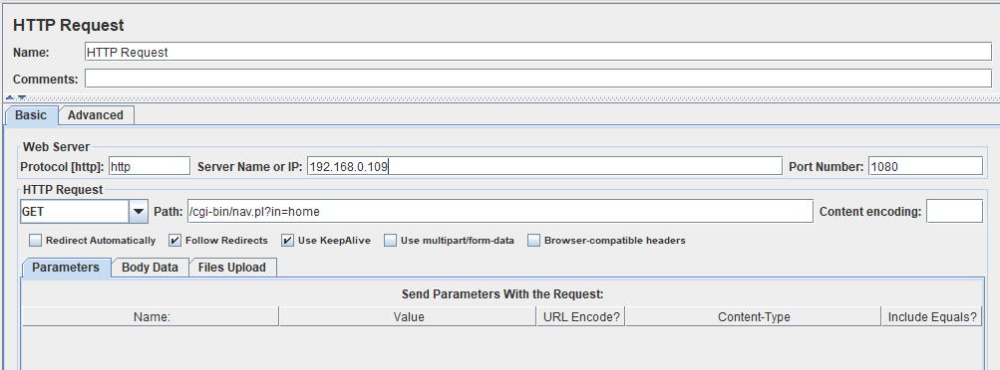 HTTP Request
Name: HTTP Request
Comments:
Basic Advanced
Web Server
Protocol [http]: http Server Name or IP: 192.168.0.109 Port Number: 1080
HTTP Request
GET Path: /cgi-bin/nav.pl?in=home Content encoding:
Redirect Automatically Follow Redirects Use KeepAlive Use multipart/form-data Browser-compatible headers
Parameters Body Data Files Upload
Send Parameters With the Request:
Name: Value URL Encode? Content-Type Include Equals?